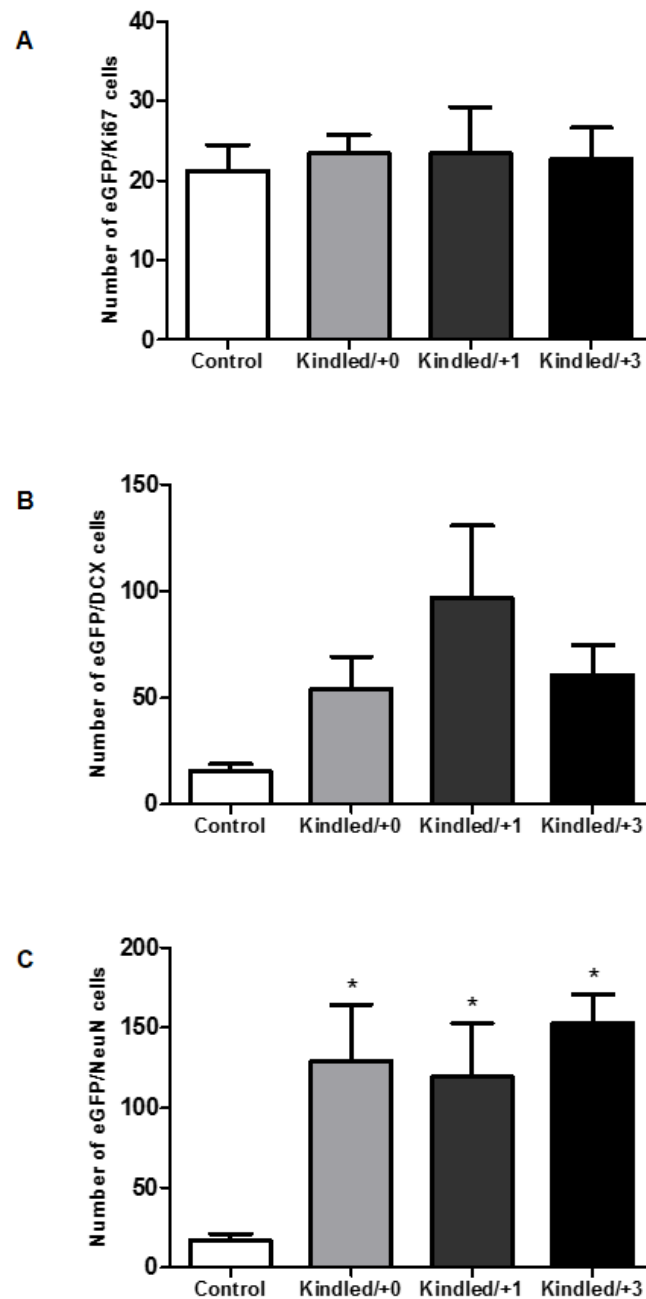 A
Number of eGFP/Ki67 cells
40
30
20
10
0
Control Kindled/+0 Kindled/+1 Kindled/+3
B
Number of eGFP/DCX cells
150
100
50
0
Control Kindled/+0 Kindled/+1 Kindled/+3
C
Number of eGFP/NeuN cells
200
150
100
50
0
* * *
Control Kindled/+0 Kindled/+1 Kindled/+3